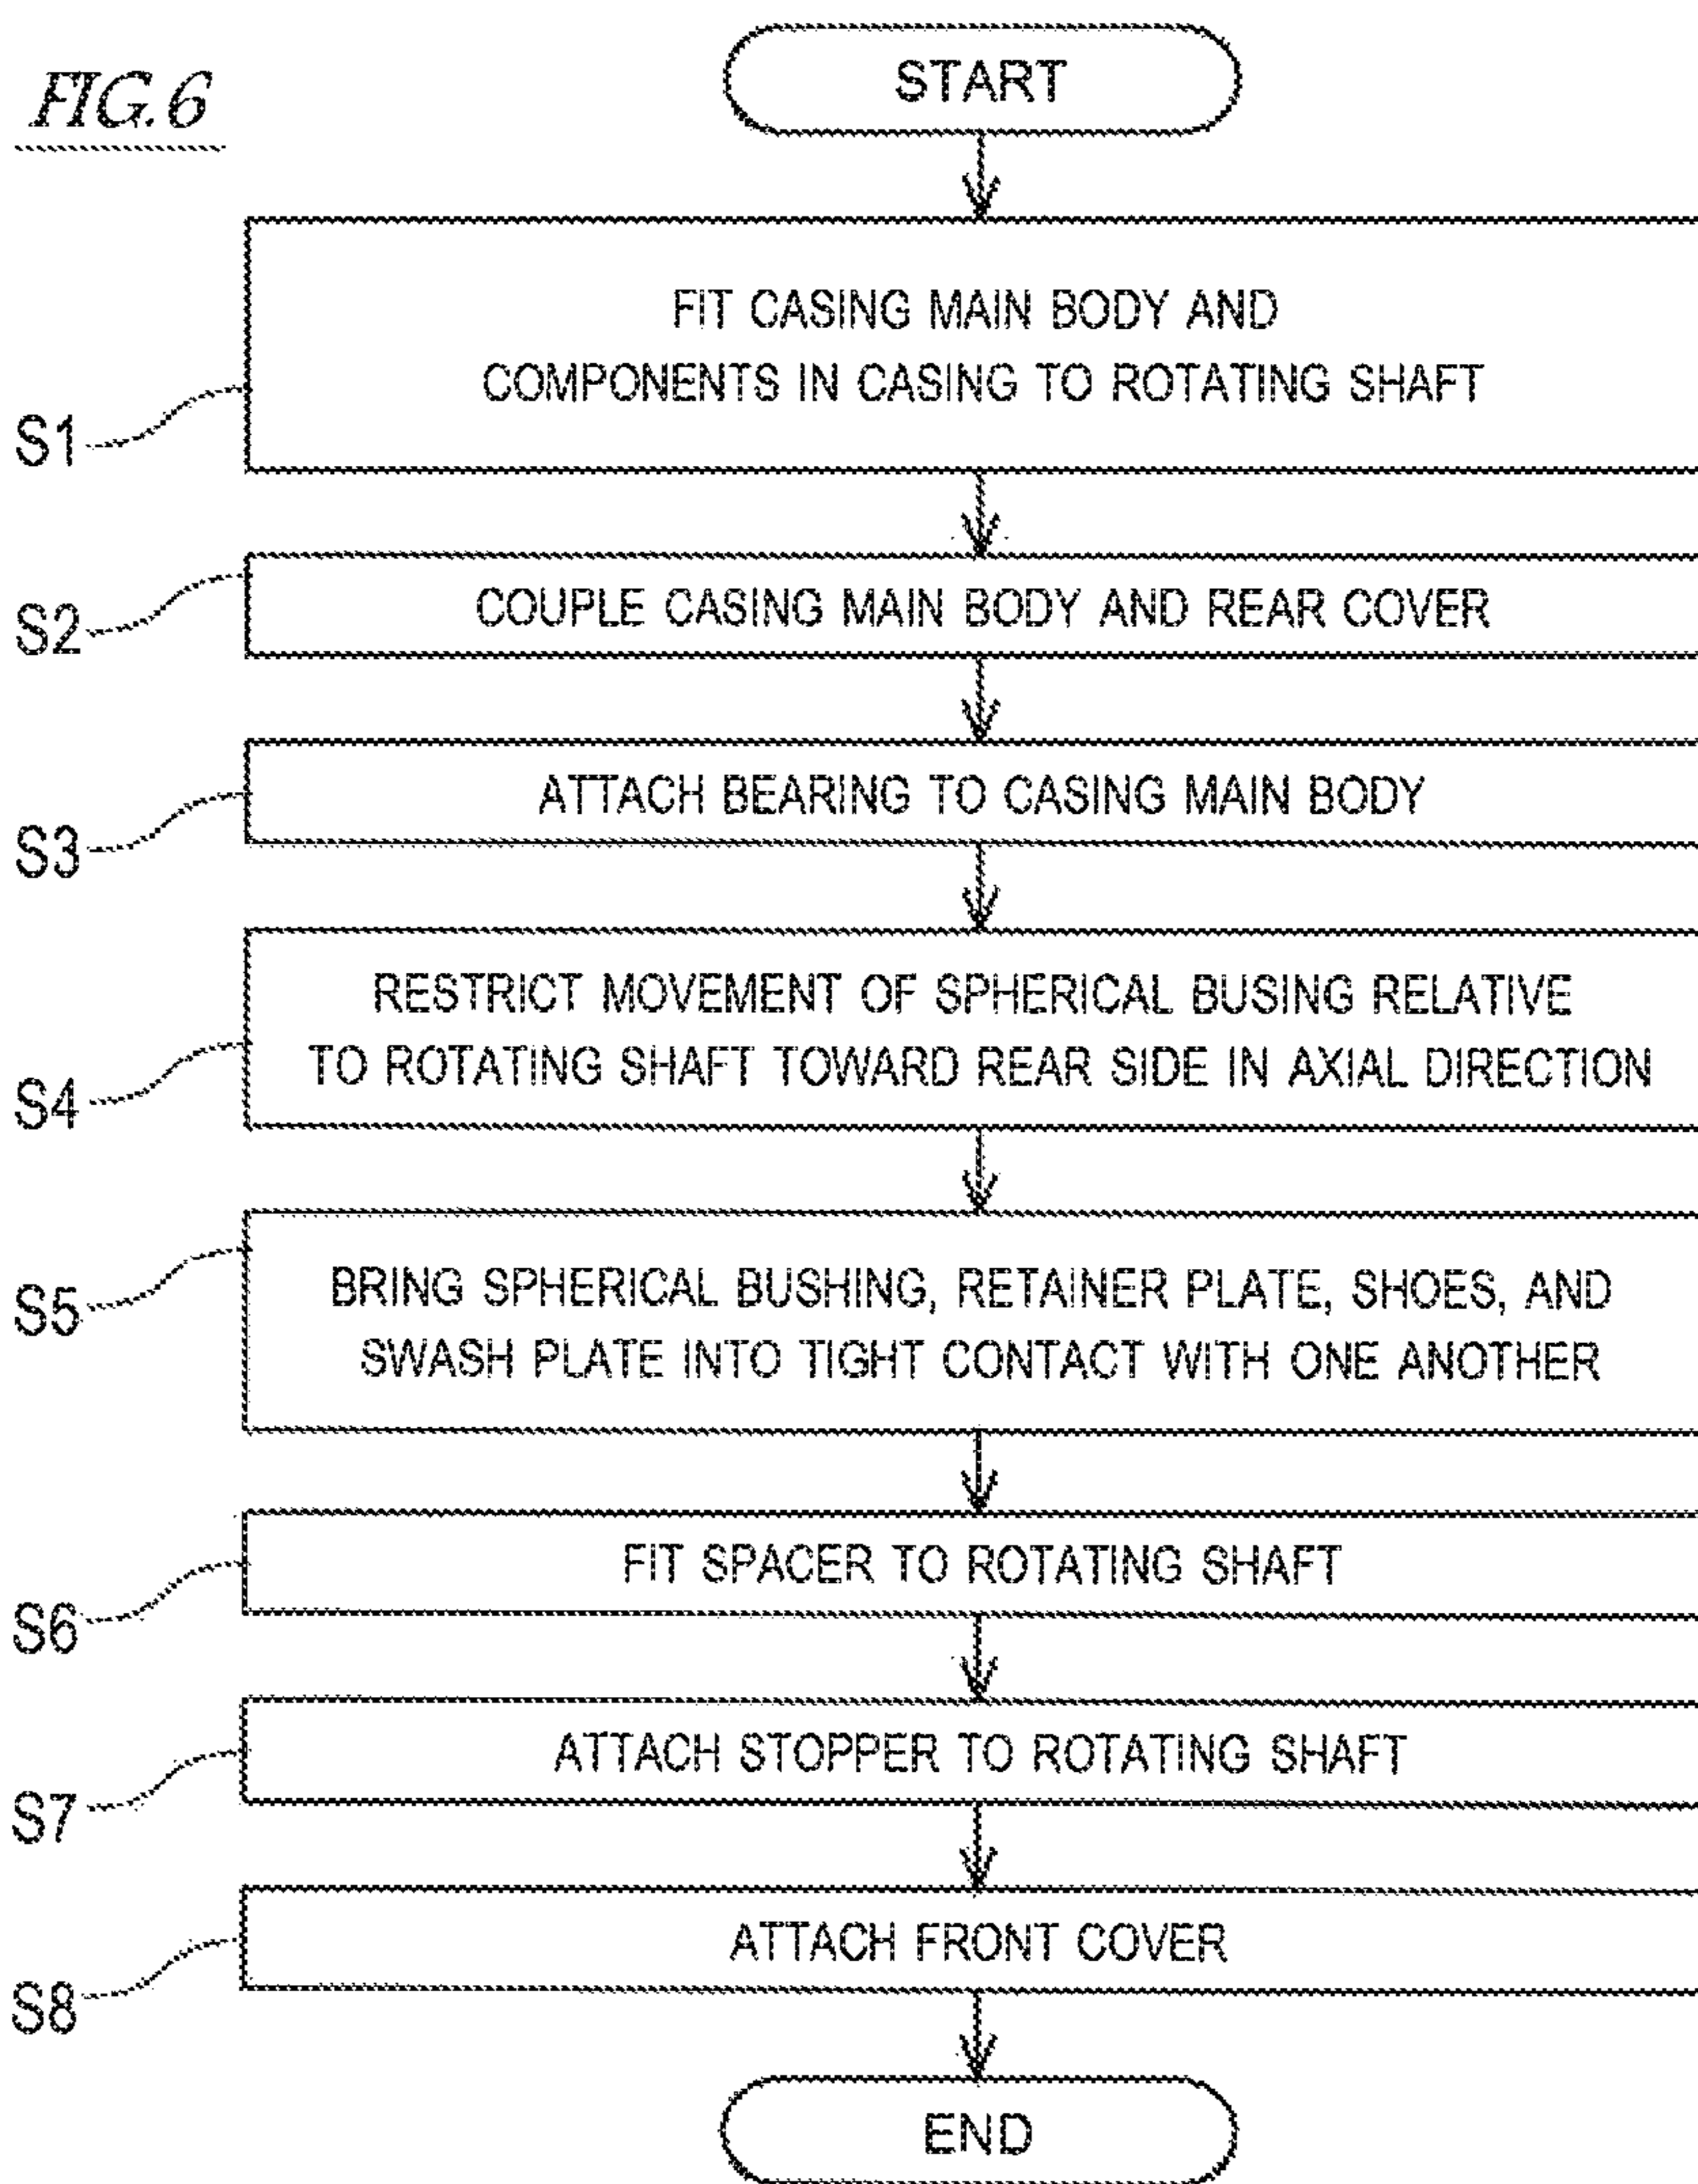 FIG. 6
START
FIT CASING MAIN BODY AND
COMPONENTS IN CASING TO ROTATING SHAFT
S1
COUPLE CASING MAIN BODY AND REAR COVER
S2
ATTACH BEARING TO CASING MAIN BODY
S3
RESTRICT MOVEMENT OF SPHERICAL BUSING RELATIVE
TO ROTATING SHAFT TOWARD REAR SIDE IN AXIAL DIRECTION
S4
BRING SPHERICAL BUSHING, RETAINER PLATE, SHOES, AND
SWASH PLATE INTO TIGHT CONTACT WITH ONE ANOTHER
S5
FIT SPACER TO ROTATING SHAFT
S6
ATTACH STOPPER TO ROTATING SHAFT
S7
ATTACH FRONT COVER
S8
END